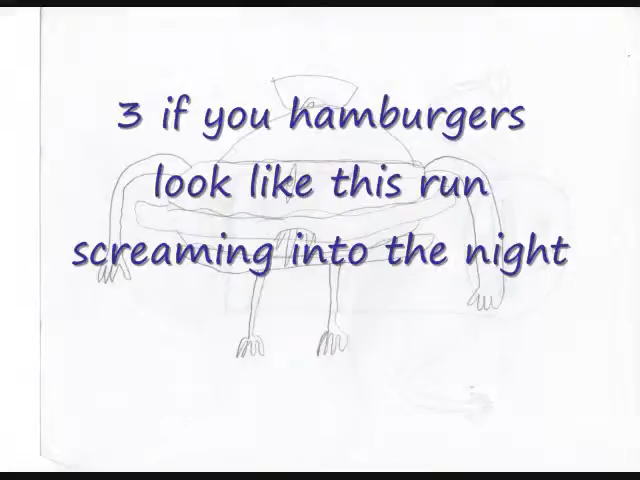 3 if you hamburgers
look like this run
screaming into the night